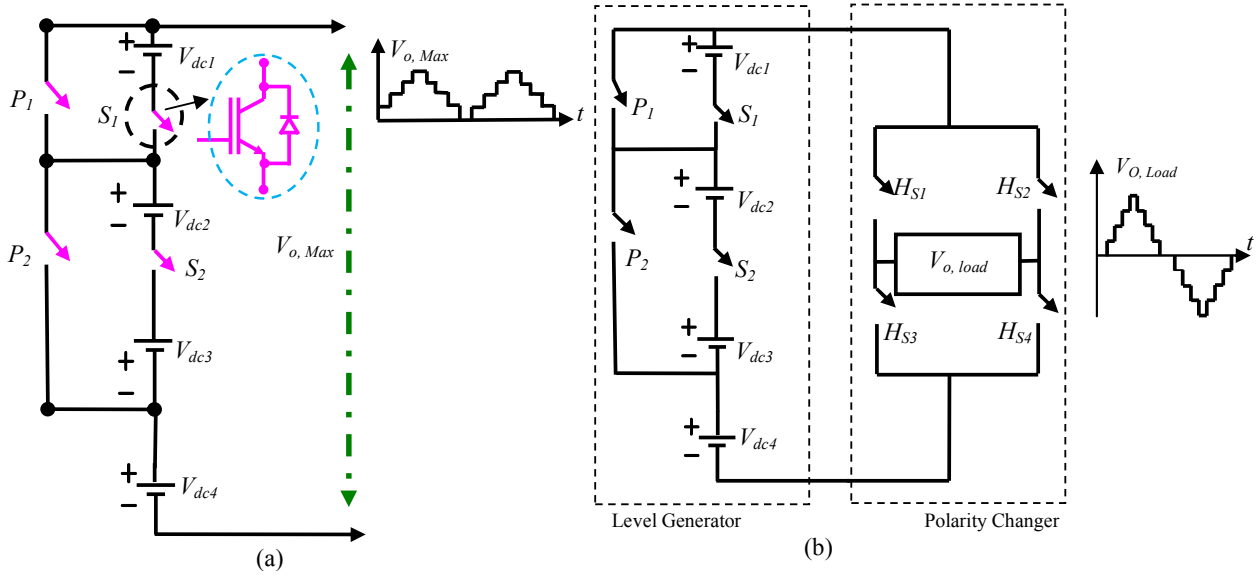 +
−
V_dc1
P_1
S_1
+
−
V_dc2
P_2
S_2
V_o, Max
+
−
V_dc3
+
−
V_dc4
(a)
V_o, Max
t
+
−
V_dc1
P_1
S_1
+
−
V_dc2
P_2
S_2
+
−
V_dc3
+
−
V_dc4
Level Generator
H_S1
H_S2
V_o, load
H_S3
H_S4
Polarity Changer
(b)
V_O, Load
t